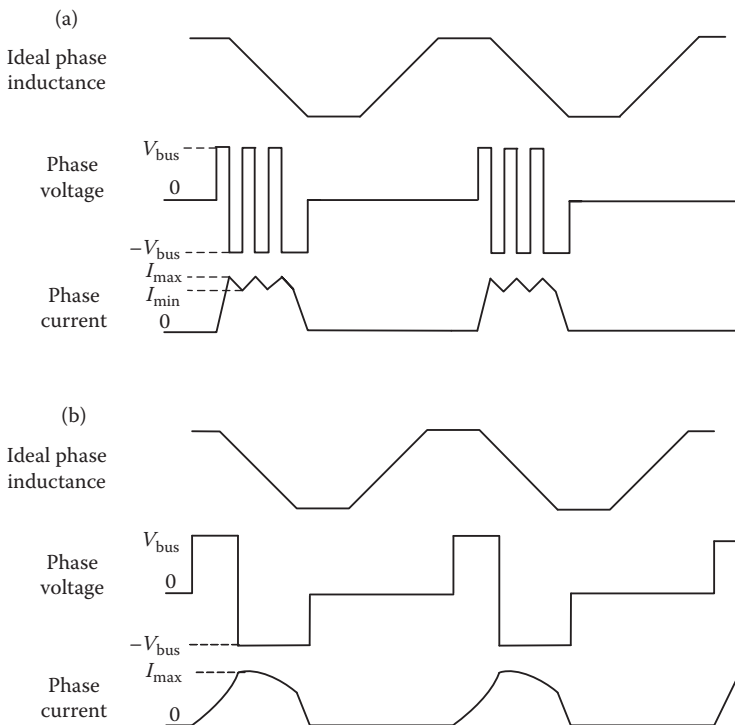 (a)
Ideal phase
inductance
V_bus
Phase
voltage
0
−V_bus
I_max
Phase
current
I_min
0
(b)
Ideal phase
inductance
V_bus
Phase
voltage
0
−V_bus
I_max
Phase
current
0